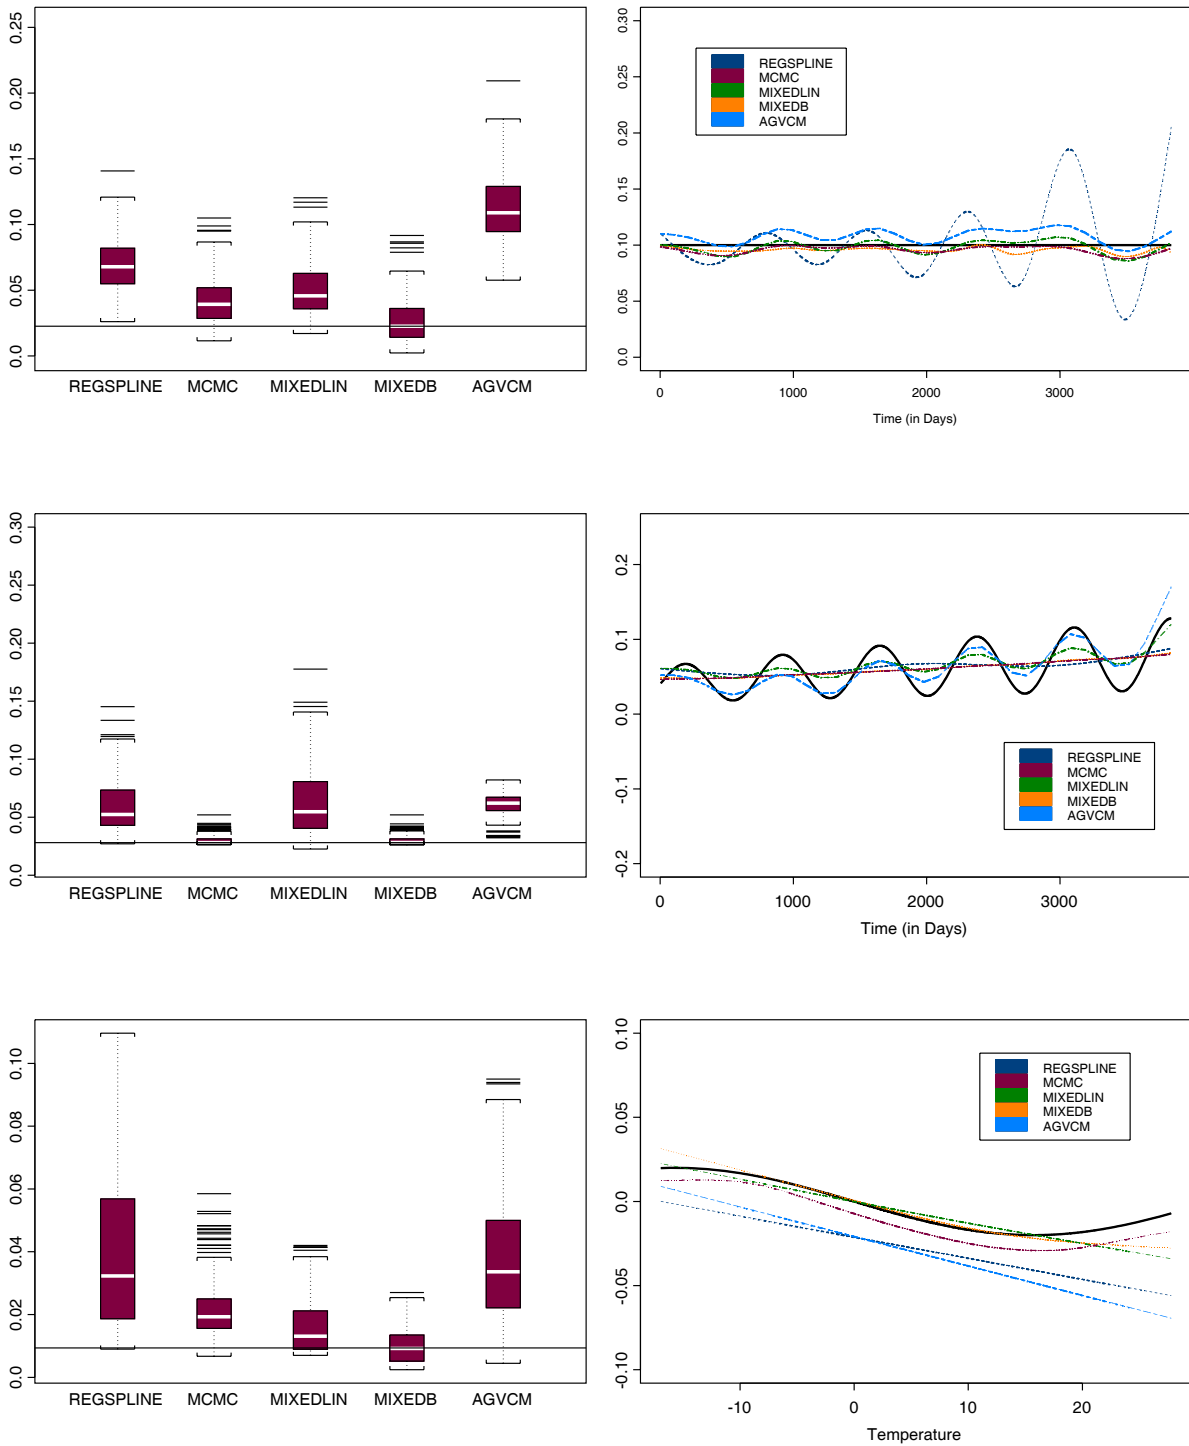 0.25
0.20
0.15
0.10
0.05
0.0
REGSPLINE MCMC MIXEDLIN MIXEDB AGVCM
0.30
0.25
0.20
0.15
0.10
0.05
0.0
REGSPLINE
MCMC
MIXEDLIN
MIXEDB
AGVCM
0 1000 2000 3000
Time (in Days)
0.30
0.25
0.20
0.15
0.10
0.05
0.0
REGSPLINE MCMC MIXEDLIN MIXEDB AGVCM
0.2
0.1
0.0
-0.1
-0.2
REGSPLINE
MCMC
MIXEDLIN
MIXEDB
AGVCM
0 1000 2000 3000
Time (in Days)
0.10
0.08
0.06
0.04
0.02
0.0
REGSPLINE MCMC MIXEDLIN MIXEDB AGVCM
0.10
0.05
0.0
-0.05
-0.10
REGSPLINE
MCMC
MIXEDLIN
MIXEDB
AGVCM
-10 0 10 20
Temperature